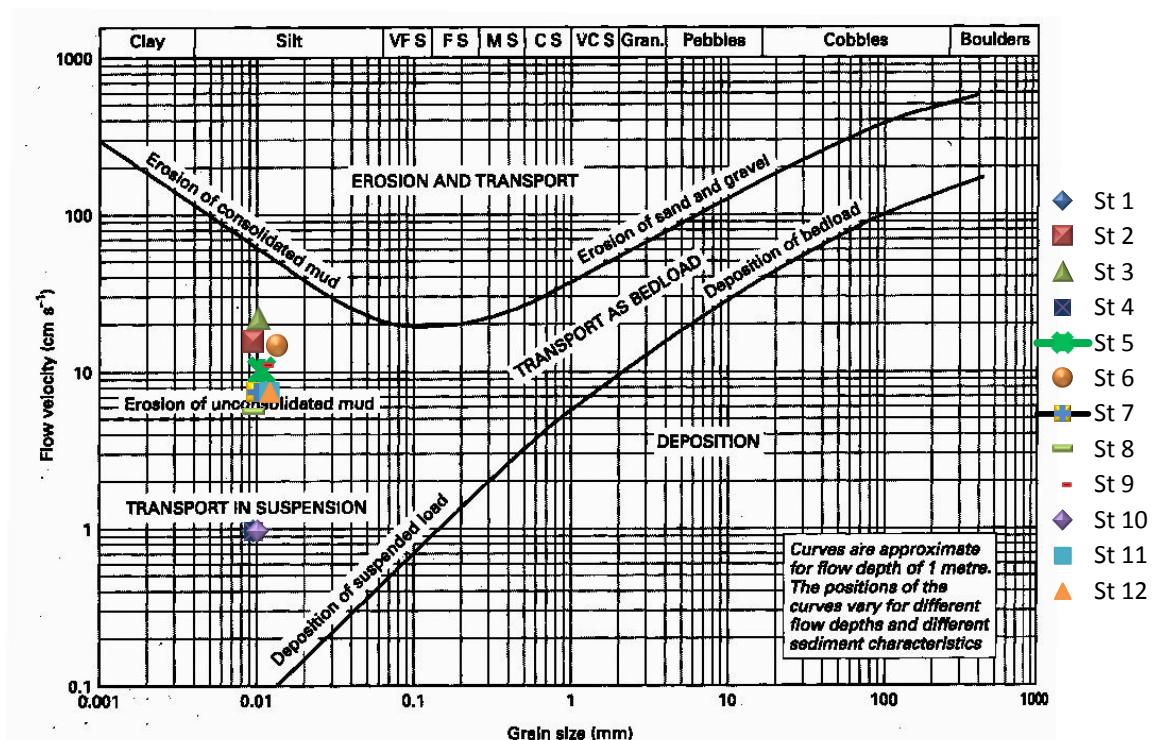 Clay Silt VF S F S M S C S VC S Gran. Pebbles Cobbles Boulders
1000
100
10
1
0.1
Flow velocity (cm s⁻¹)
Erosion of consolidated mud
EROSION AND TRANSPORT
Erosion of sand and gravel
Deposition of bedload
TRANSPORT AS BEDLOAD
Erosion of unconsolidated mud
DEPOSITION
TRANSPORT IN SUSPENSION
Deposition of suspended load
Curves are approximate
for flow depth of 1 metre.
The positions of the
curves vary for different
flow depths and different
sediment characteristics
0.001 0.01 0.1 1 10 100 1000
Grain size (mm)
St 1
St 2
St 3
St 4
St 5
St 6
St 7
St 8
St 9
St 10
St 11
St 12